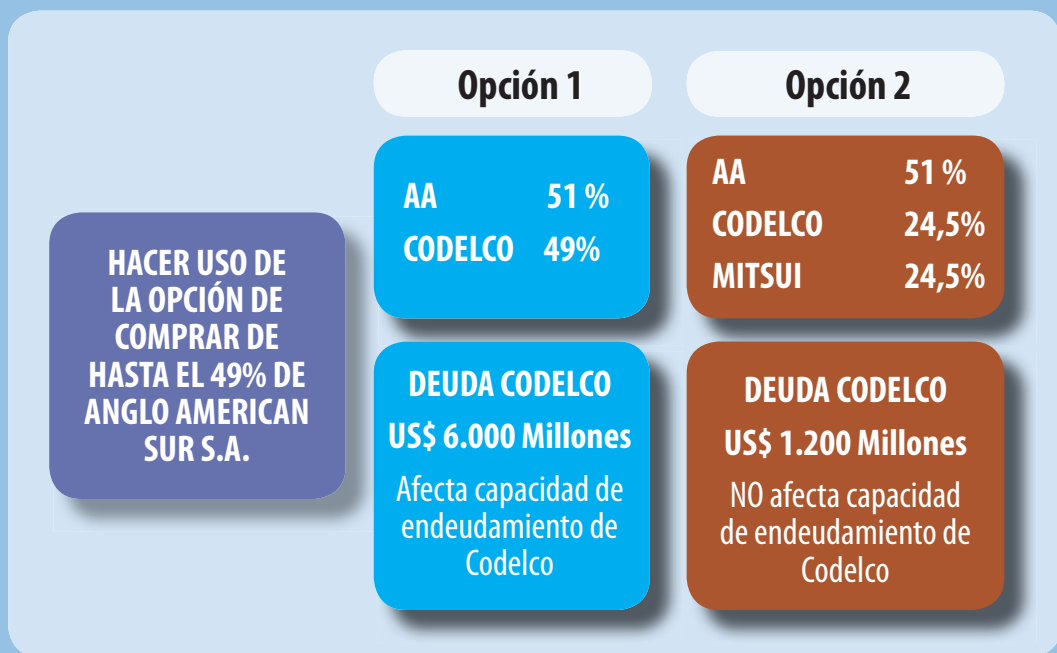 Opción 1
Opción 2
HACER USO DE
LA OPCIÓN DE
COMPRAR DE
HASTA EL 49% DE
ANGLO AMERICAN
SUR S.A.
AA 51 %
CODELCO 49%
DEUDA CODELCO
US$ 6.000 Millones
Afecta capacidad de
endeudamiento de
Codelco
AA 51 %
CODELCO 24,5%
MITSUI 24,5%
DEUDA CODELCO
US$ 1.200 Millones
NO afecta capacidad
de endeudamiento de
Codelco